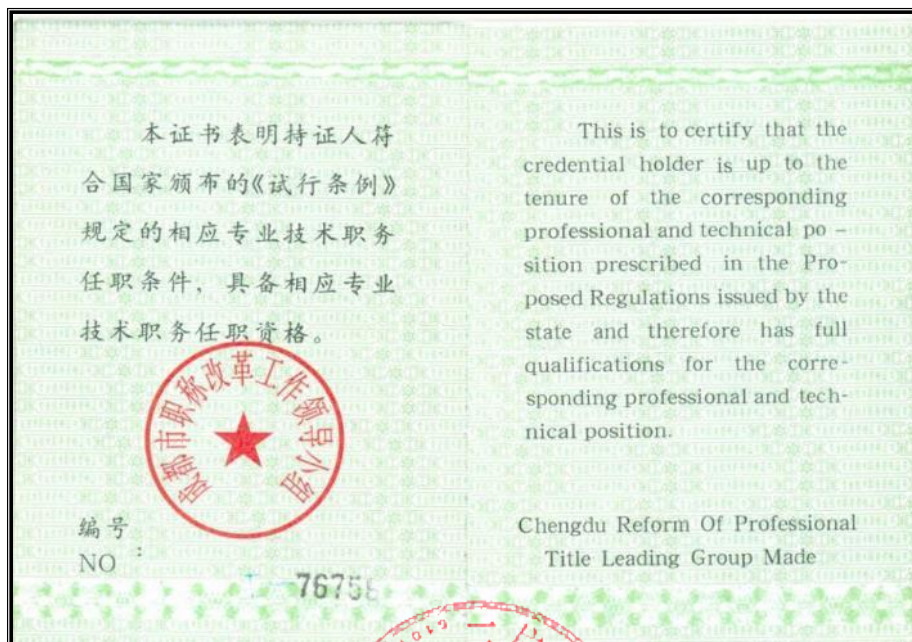 本证书表明持证人符
合国家颁布的《试行条例》
规定的相应专业技术职务
任职条件，具备相应专业
技术职务任职资格。
成都市职称改革工作领导小组
编号
NO :
This is to certify that the
credential holder is up to the
tenure of the corresponding
professional and technical po –
sition prescribed in the Pro-
posed Regulations issued by the
state and therefore has full
qualifications for the corre-
sponding professional and tech-
nical position.
Chengdu Reform Of Professional
Title Leading Group Made